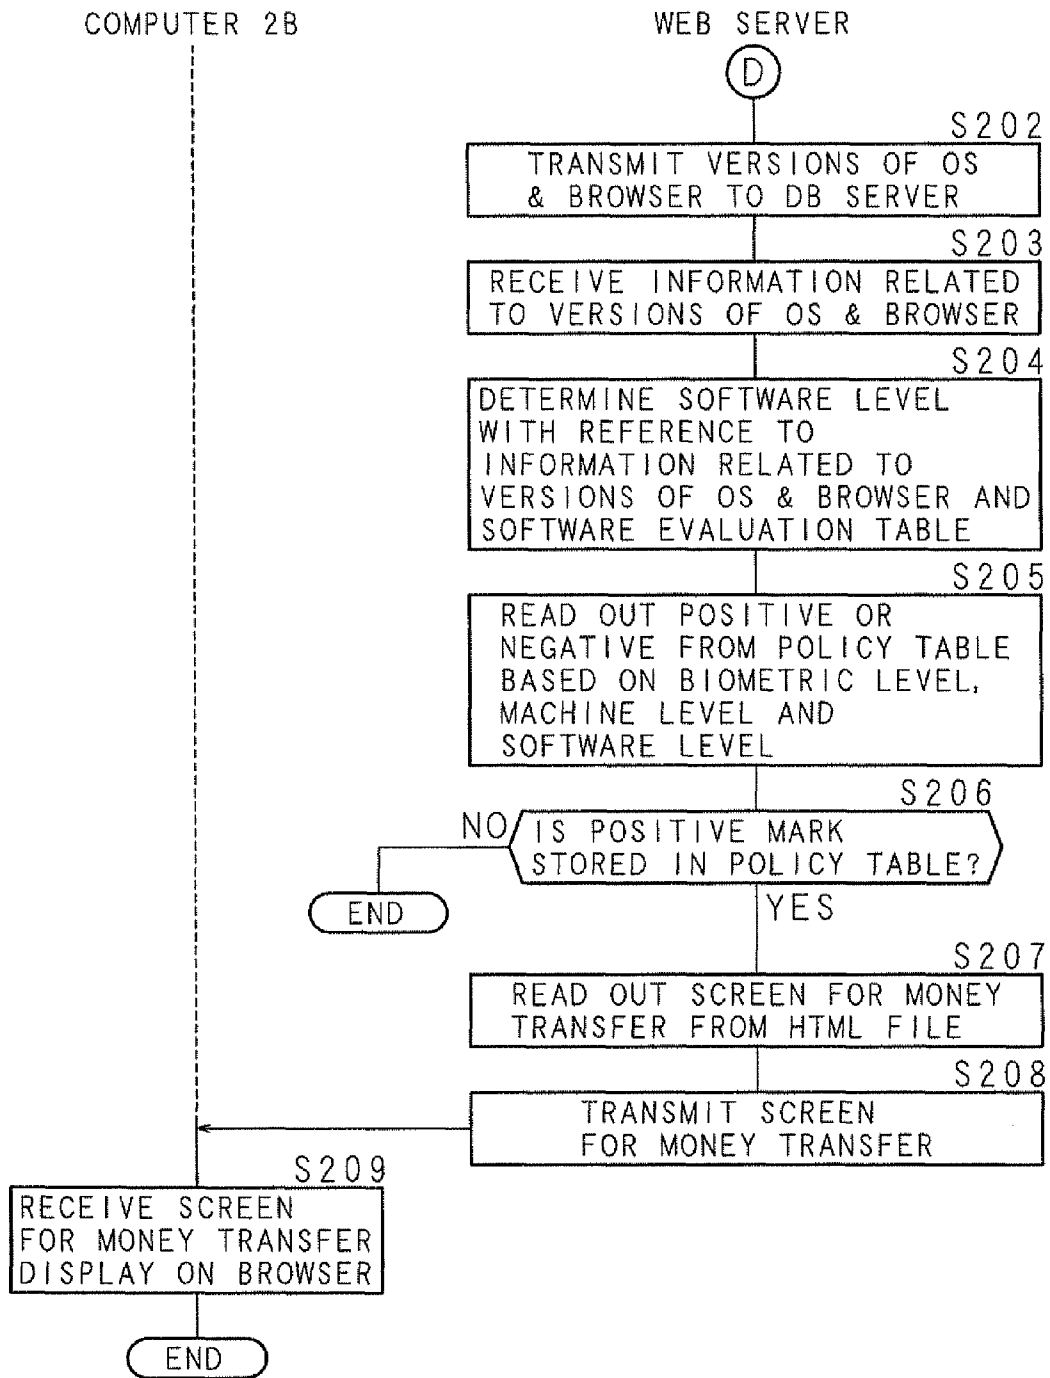 COMPUTER 2B
WEB SERVER
D
S202
TRANSMIT VERSIONS OF OS
& BROWSER TO DB SERVER
S203
RECEIVE INFORMATION RELATED
TO VERSIONS OF OS & BROWSER
S204
DETERMINE SOFTWARE LEVEL
WITH REFERENCE TO
INFORMATION RELATED TO
VERSIONS OF OS & BROWSER AND
SOFTWARE EVALUATION TABLE
S205
READ OUT POSITIVE OR
NEGATIVE FROM POLICY TABLE
BASED ON BIOMETRIC LEVEL,
MACHINE LEVEL AND
SOFTWARE LEVEL
S206
NO
IS POSITIVE MARK
STORED IN POLICY TABLE?
END
YES
S207
READ OUT SCREEN FOR MONEY
TRANSFER FROM HTML FILE
S208
TRANSMIT SCREEN
FOR MONEY TRANSFER
S209
RECEIVE SCREEN
FOR MONEY TRANSFER
DISPLAY ON BROWSER
END